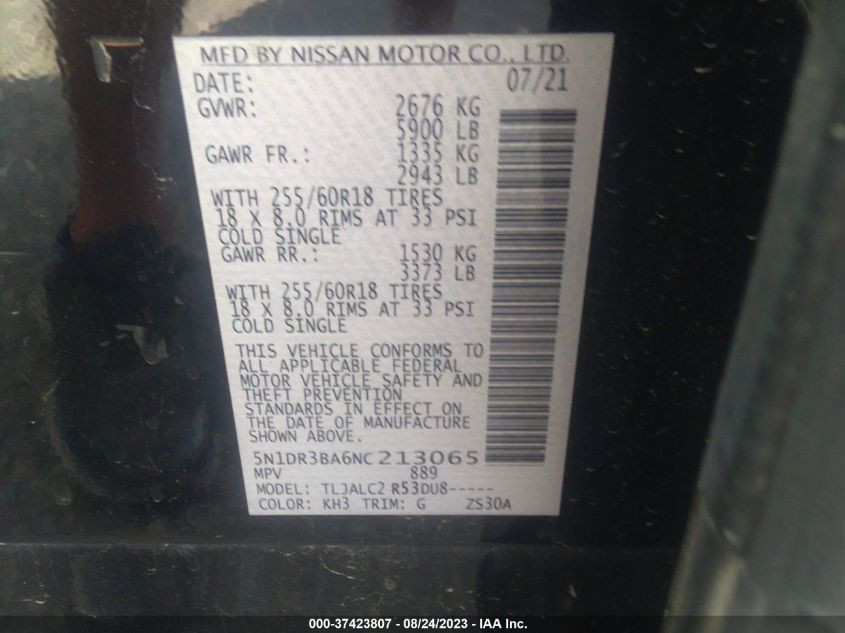 MFD BY NISSAN MOTOR CO., LTD.
DATE: 07/21
GVWR: 2676 KG
5900 LB
GAWR FR.: 1335 KG
2943 LB
WITH 255/60R18 TIRES
18 X 8.0 RIMS AT 33 PSI
COLD SINGLE
GAWR RR.: 1530 KG
3373 LB
WITH 255/60R18 TIRES
18 X 8.0 RIMS AT 33 PSI
COLD SINGLE
THIS VEHICLE CONFORMS TO
ALL APPLICABLE FEDERAL
MOTOR VEHICLE SAFETY AND
THEFT PREVENTION
STANDARDS IN EFFECT ON
THE DATE OF MANUFACTURE
SHOWN ABOVE.
5N1DR3BA6NC213065
MPV 889
MODEL: TLJALC2 R53DU8-----
COLOR: KH3 TRIM: G ZS30A
000-37423807 - 08/24/2023 - IAA Inc.